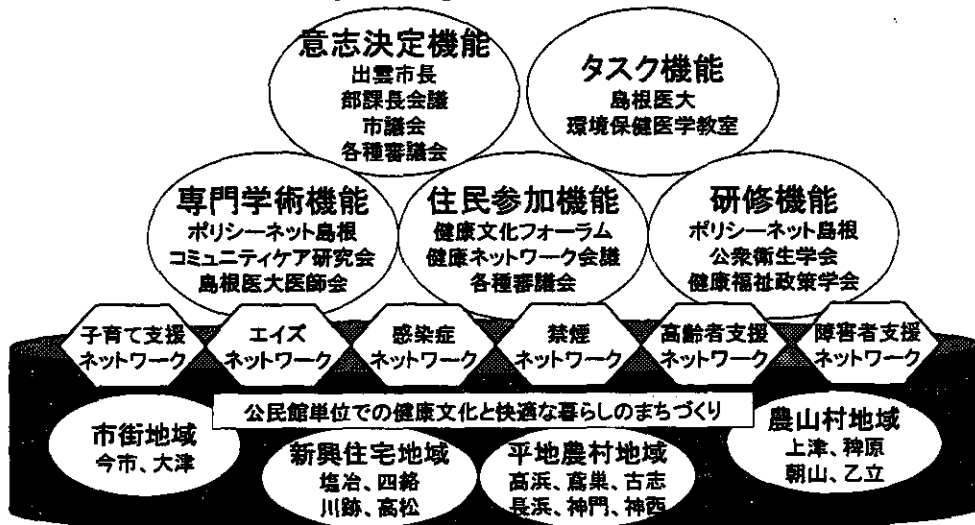 意志決定機能
出雲市長
部課長会議
市議会
各種審議会
タスク機能
島根医大
環境保健医学教室
専門学術機能
ポリシーネット島根
コミュニティケア研究会
島根医大医師会
住民参加機能
健康文化フォーラム
健康ネットワーク会議
各種審議会
研修機能
ポリシーネット島根
公衆衛生学会
健康福祉政策学会
子育て支援
ネットワーク
エイズ
ネットワーク
感染症
ネットワーク
禁煙
ネットワーク
高齢者支援
ネットワーク
障害者支援
ネットワーク
公民館単位での健康文化と快適な暮らしのまちづくり
市街地域
今市、大津
新興住宅地域
塩冶、四絡
川跡、高松
平地農村地域
高浜、鳶巣、古志
長浜、神門、神西
農山村地域
上津、稗原
朝山、乙立